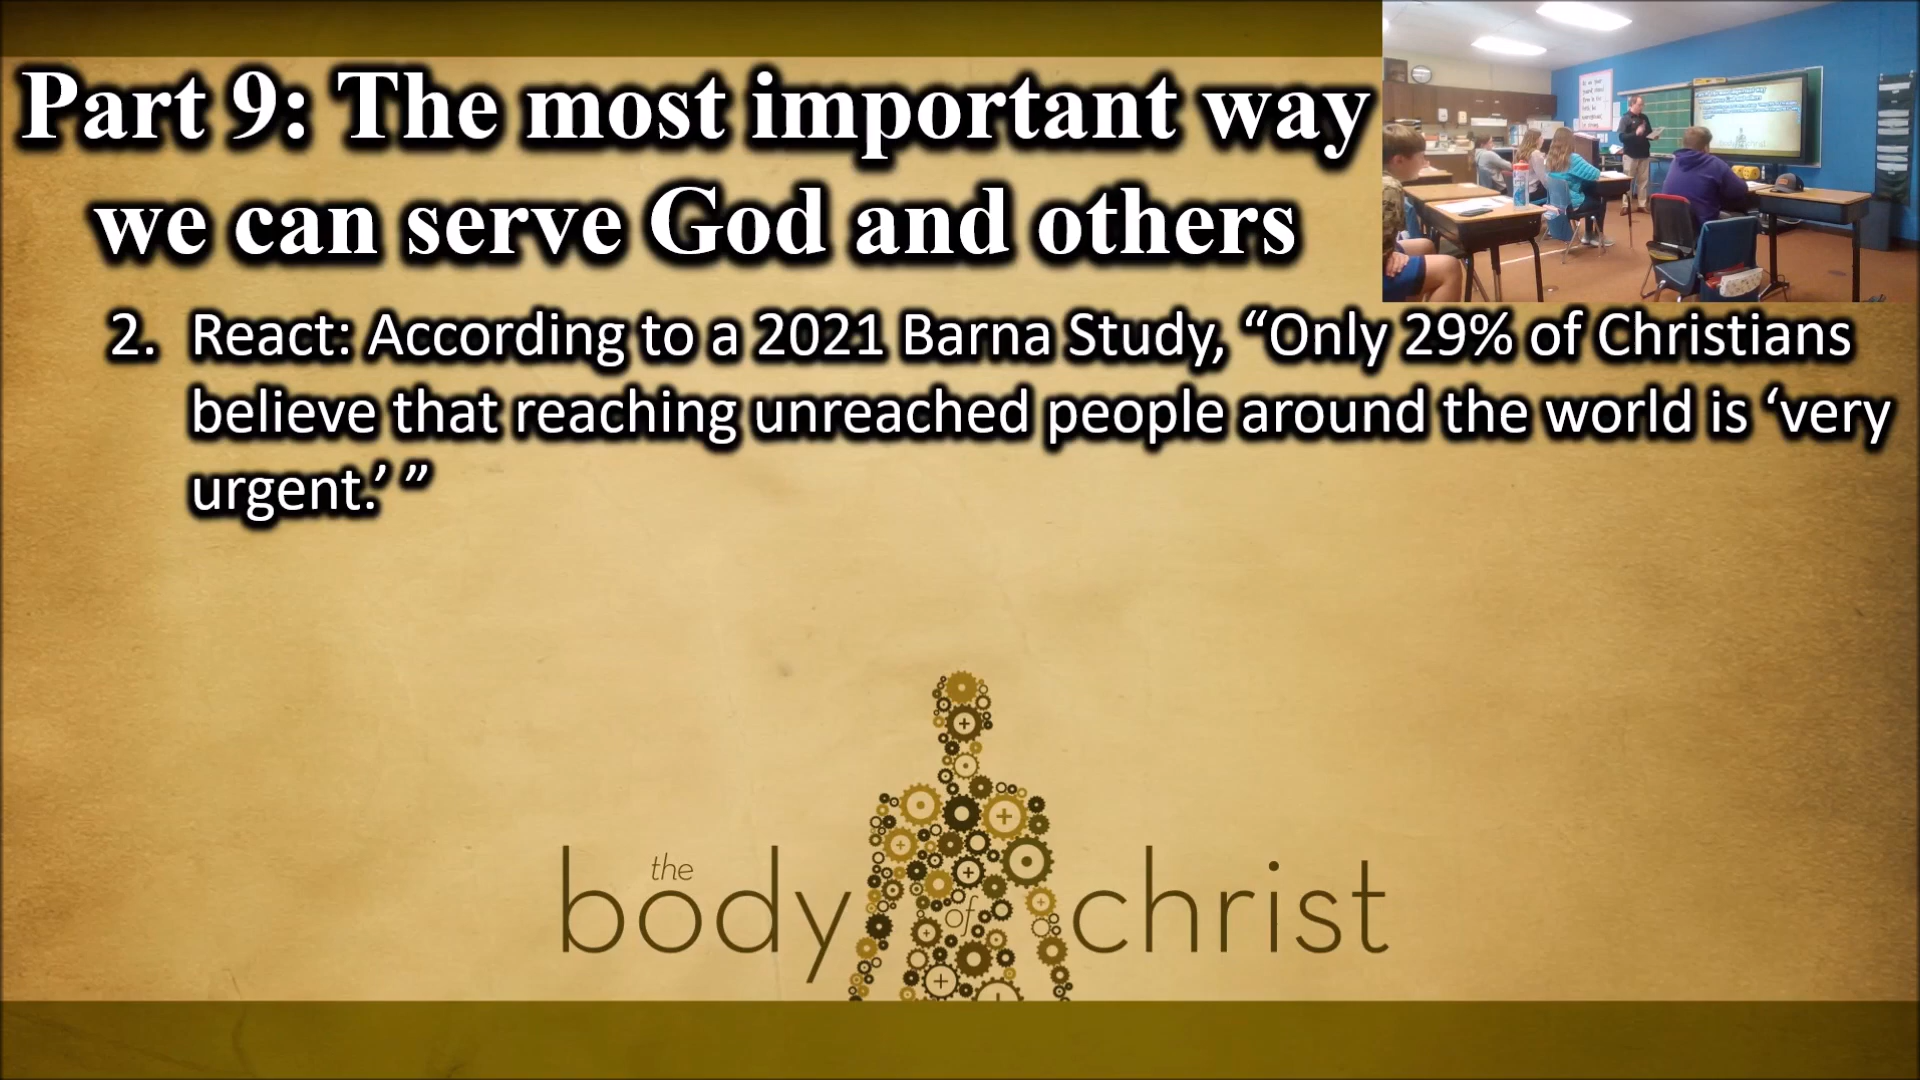 Part 9: The most important way
we can serve God and others
2. React: According to a 2021 Barna Study, “Only 29% of Christians
believe that reaching unreached people around the world is ‘very
urgent.’ ”
the
body of christ